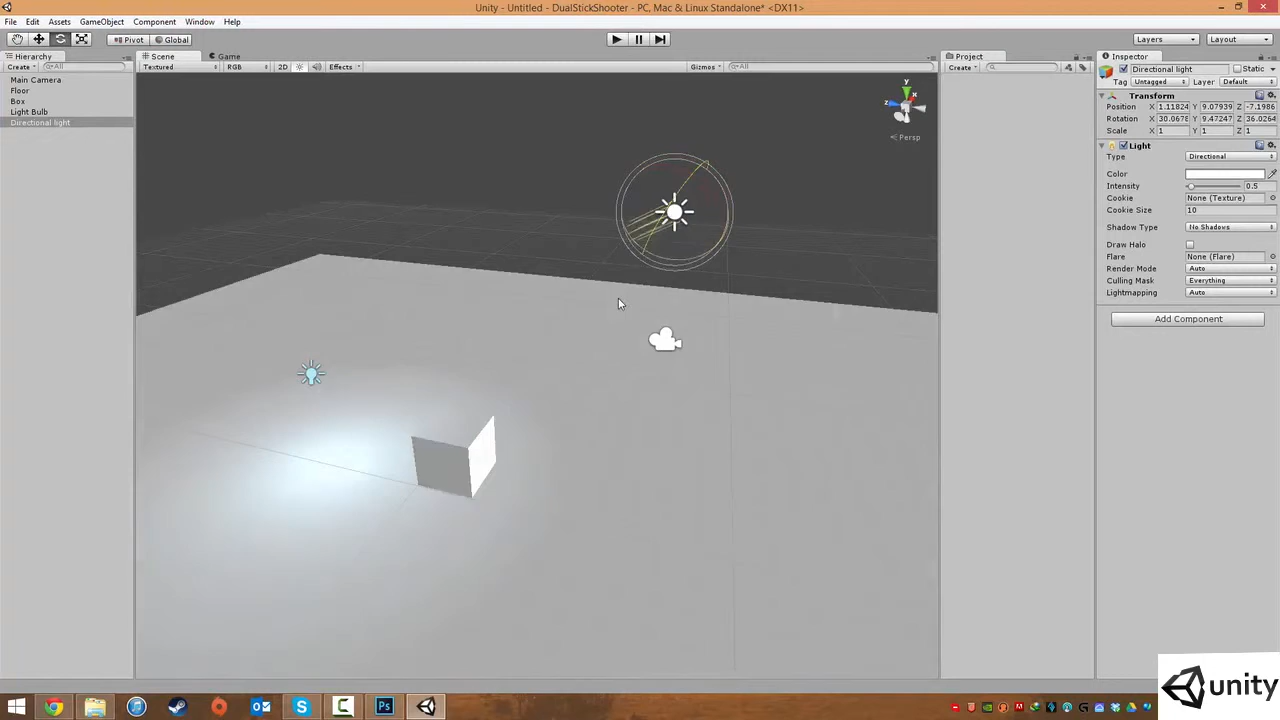 Unity - Untitled - DualStickShooter - PC, Mac & Linux Standalone* <DX11>
File Edit Assets GameObject Component Window Help
Pivot Global Layers Layout
Hierarchy Scene Game Project Inspector
Create All Textured RGB 2D Effects Gizmos All Create
Directional light Static
Tag Untagged Layer Default
Main Camera
Floor
Box
Light Bulb
Directional light
y
x
z
Persp
Transform
Position X 1.11824 Y 9.07939 Z -7.1986
Rotation X 30.0678 Y 9.47247 Z 36.0264
Scale X 1 Y 1 Z 1
Light
Type Directional
Color
Intensity 0.5
Cookie None (Texture)
Cookie Size 10
Shadow Type No Shadows
Draw Halo
Flare None (Flare)
Render Mode Auto
Culling Mask Everything
Lightmapping Auto
Add Component
unity
Ps